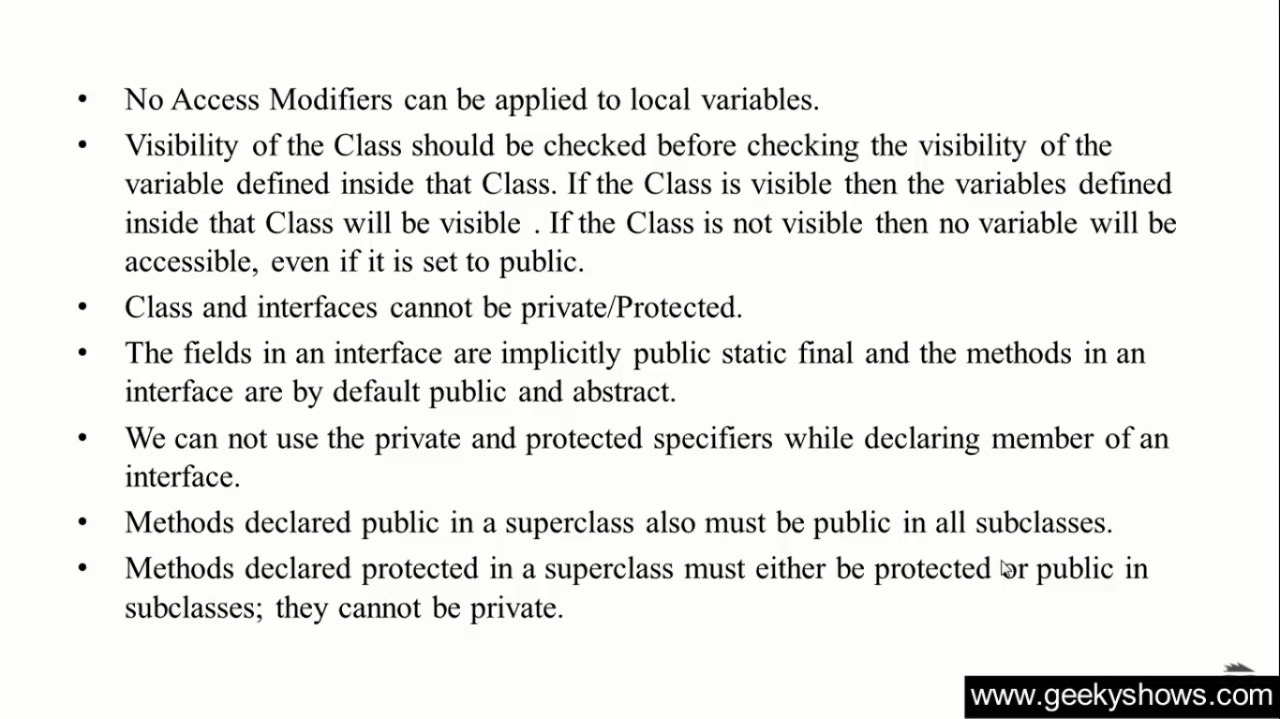 • No Access Modifiers can be applied to local variables.
• Visibility of the Class should be checked before checking the visibility of the
variable defined inside that Class. If the Class is visible then the variables defined
inside that Class will be visible . If the Class is not visible then no variable will be
accessible, even if it is set to public.
• Class and interfaces cannot be private/Protected.
• The fields in an interface are implicitly public static final and the methods in an
interface are by default public and abstract.
• We can not use the private and protected specifiers while declaring member of an
interface.
• Methods declared public in a superclass also must be public in all subclasses.
• Methods declared protected in a superclass must either be protected or public in
subclasses; they cannot be private.
www.geekyshows.com